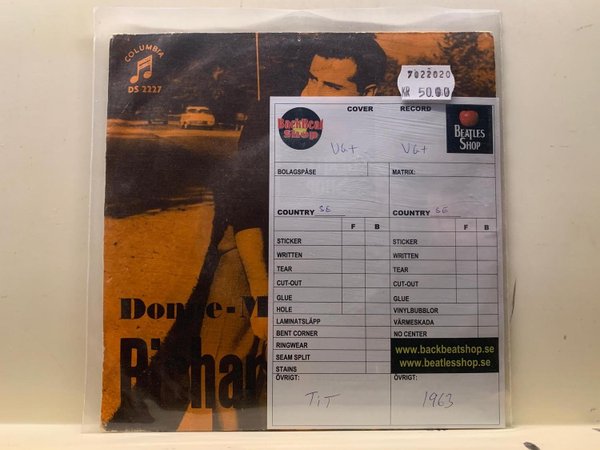 COLUMBIA
DS 2227
7022020
KR 50.00
COVER RECORD
BackBeat Shop
BEATLES SHOP
VG+ VG+
BOLAGSPÅSE MATRIX:
COUNTRY SE COUNTRY SE
F B F B
STICKER STICKER
WRITTEN WRITTEN
TEAR TEAR
CUT-OUT CUT-OUT
GLUE GLUE
HOLE VINYLBUBBLOR
LAMINATSLÄPP VÄRMESKADA
BENT CORNER NO CENTER
RINGWEAR
SEAM SPLIT
STAINS
www.backbeatshop.se
www.beatlesshop.se
ÖVRIGT: ÖVRIGT:
TiT 1963